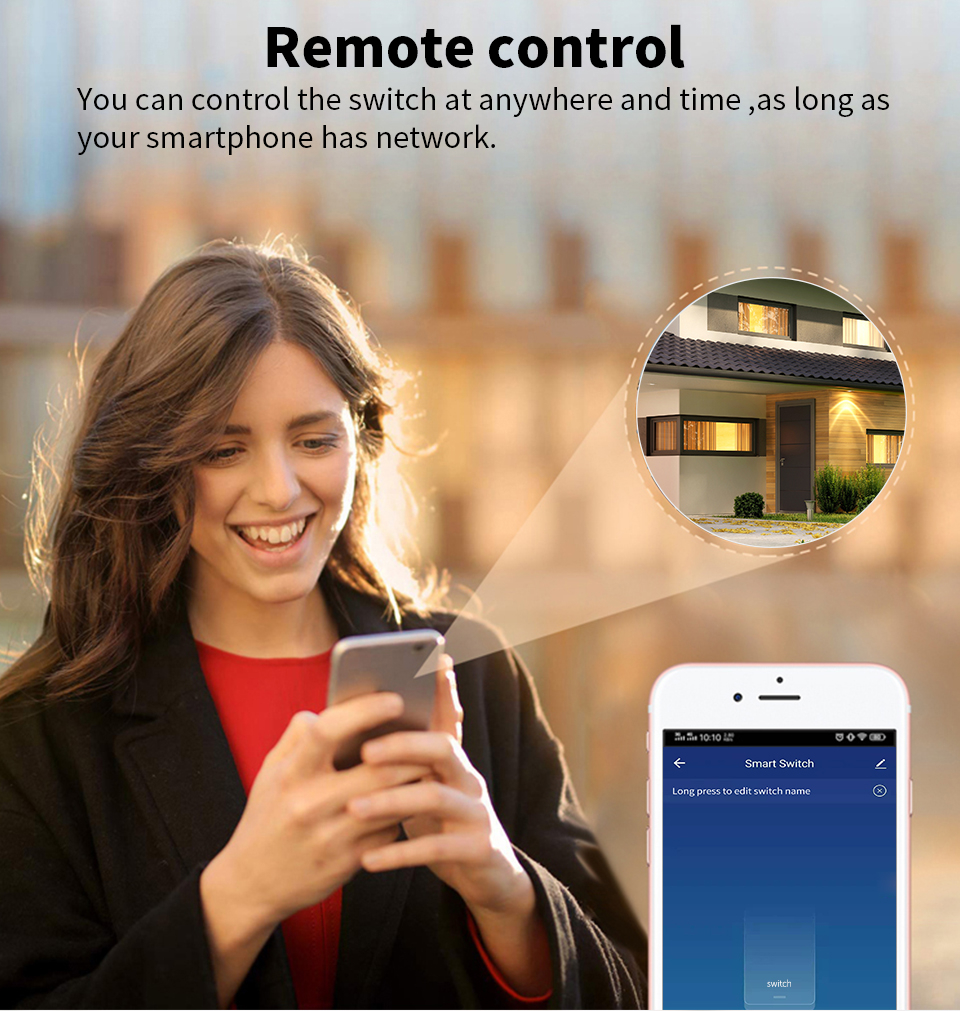 Remote control
You can control the switch at anywhere and time ,as long as
your smartphone has network.
10:10
Smart Switch
Long press to edit switch name
switch